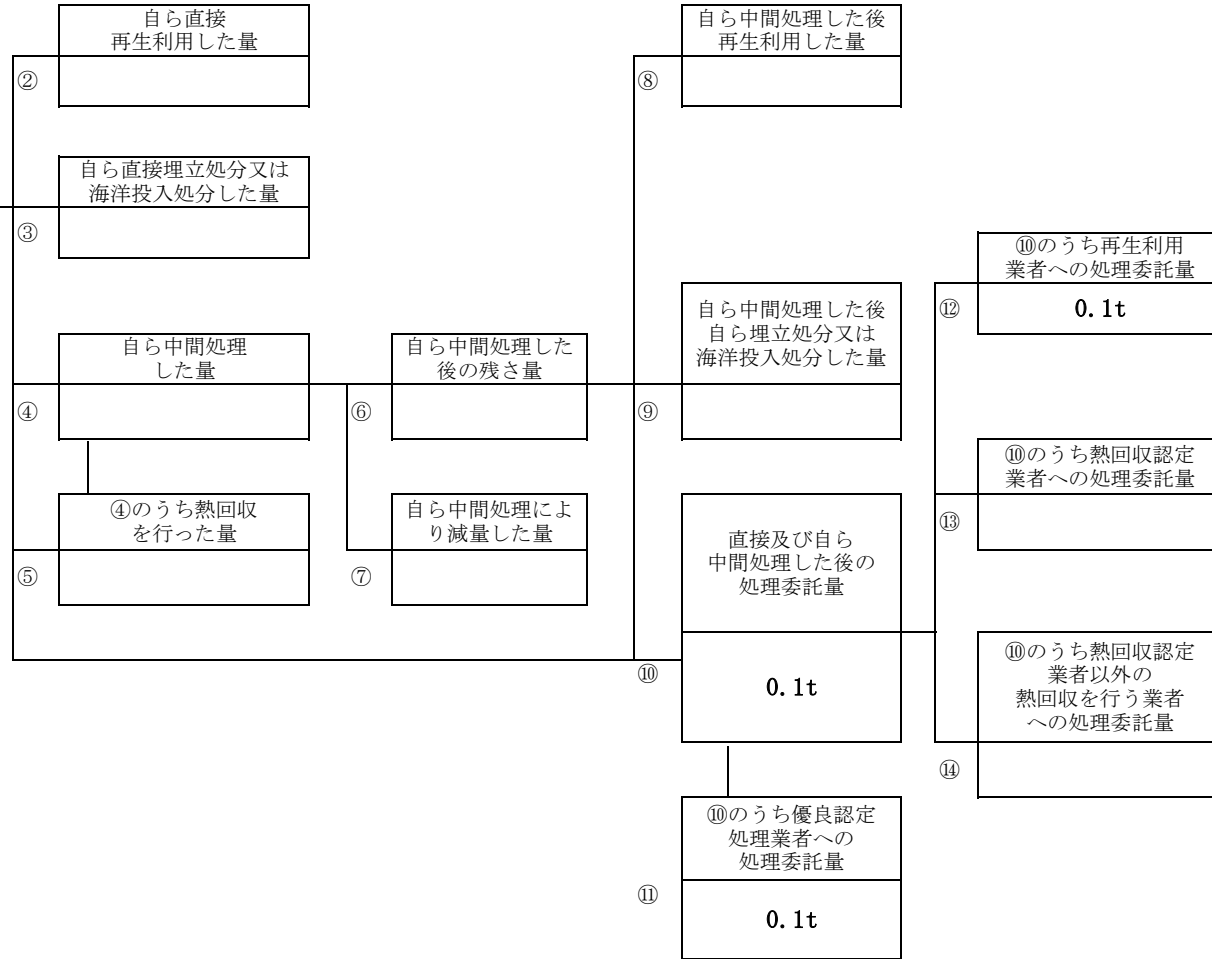 自ら直接
再生利用した量
②
自ら直接埋立処分又は
海洋投入処分した量
③
自ら中間処理
した量
④
④のうち熱回収
を行った量
⑤
自ら中間処理した
後の残さ量
⑥
自ら中間処理によ
り減量した量
⑦
自ら中間処理した後
再生利用した量
⑧
自ら中間処理した後
自ら埋立処分又は
海洋投入処分した量
⑨
直接及び自ら
中間処理した後の
処理委託量
⑩
0.1t
⑩のうち優良認定
処理業者への
処理委託量
⑪
0.1t
⑩のうち再生利用
業者への処理委託量
⑫
0.1t
⑩のうち熱回収認定
業者への処理委託量
⑬
⑩のうち熱回収認定
業者以外の
熱回収を行う業者
への処理委託量
⑭